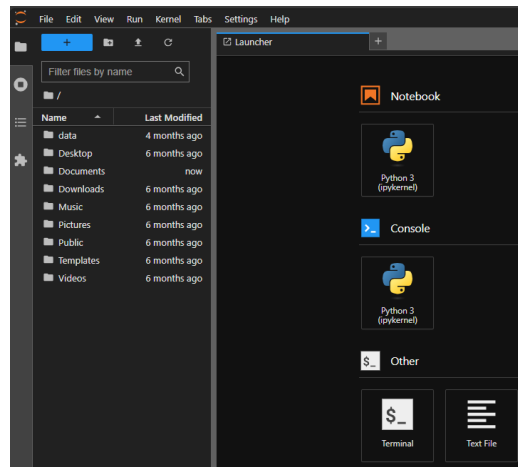 File Edit View Run Kernel Tabs Settings Help
+
Launcher
+
Filter files by name
/
Name Last Modified
data 4 months ago
Desktop 6 months ago
Documents now
Downloads 6 months ago
Music 6 months ago
Pictures 6 months ago
Public 6 months ago
Templates 6 months ago
Videos 6 months ago
Notebook
Python 3
(ipykernel)
Console
Python 3
(ipykernel)
$_ Other
$_
Terminal
Text File